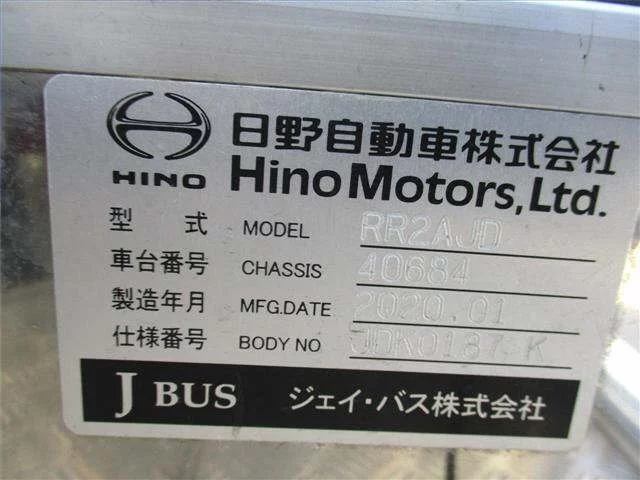 HINO
日野自動車株式会社
Hino Motors, Ltd.
型 式 MODEL RR2AJD
車台番号 CHASSIS 40684
製造年月 MFG.DATE 2020.01
仕様番号 BODY NO JDK0187 K
J BUS ジェイ・バス株式会社